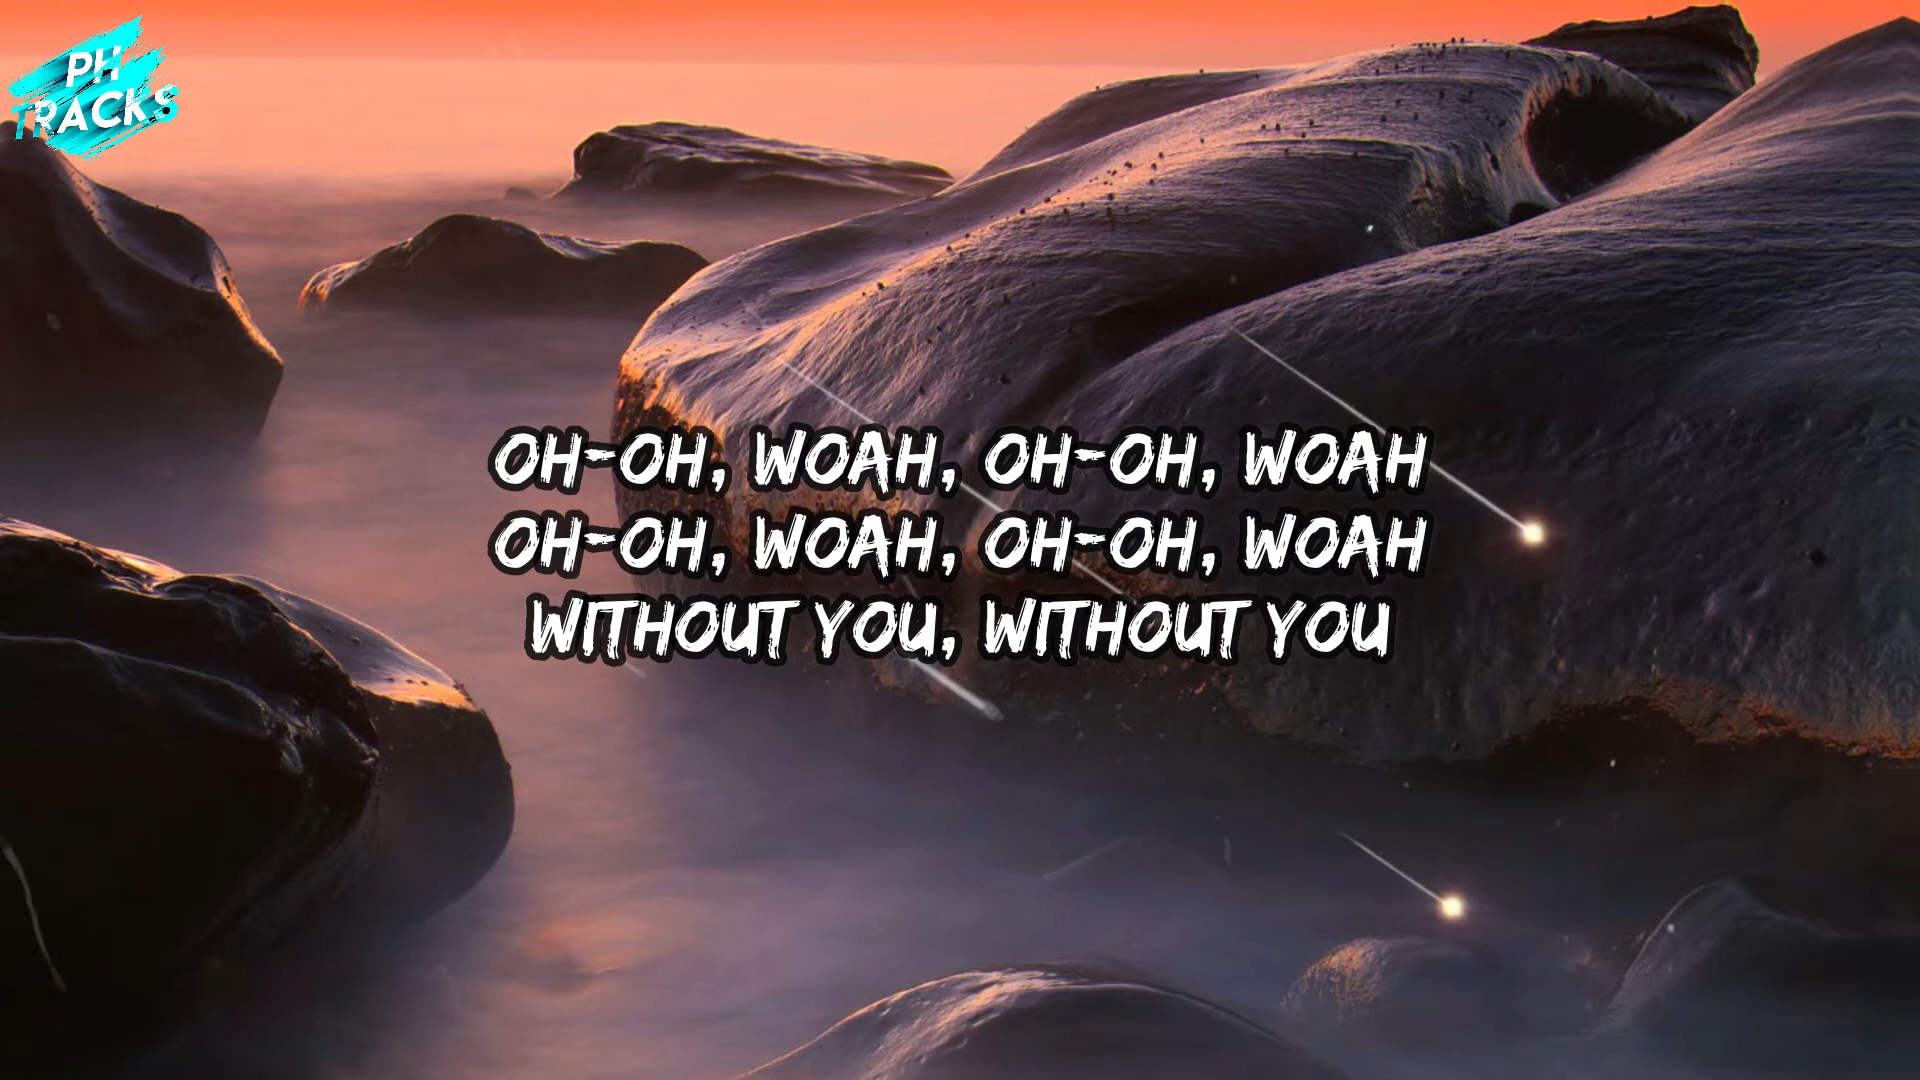 PH
TRACKS
OH-OH, WOAH, OH-OH, WOAH
OH-OH, WOAH, OH-OH, WOAH
WITHOUT YOU, WITHOUT YOU